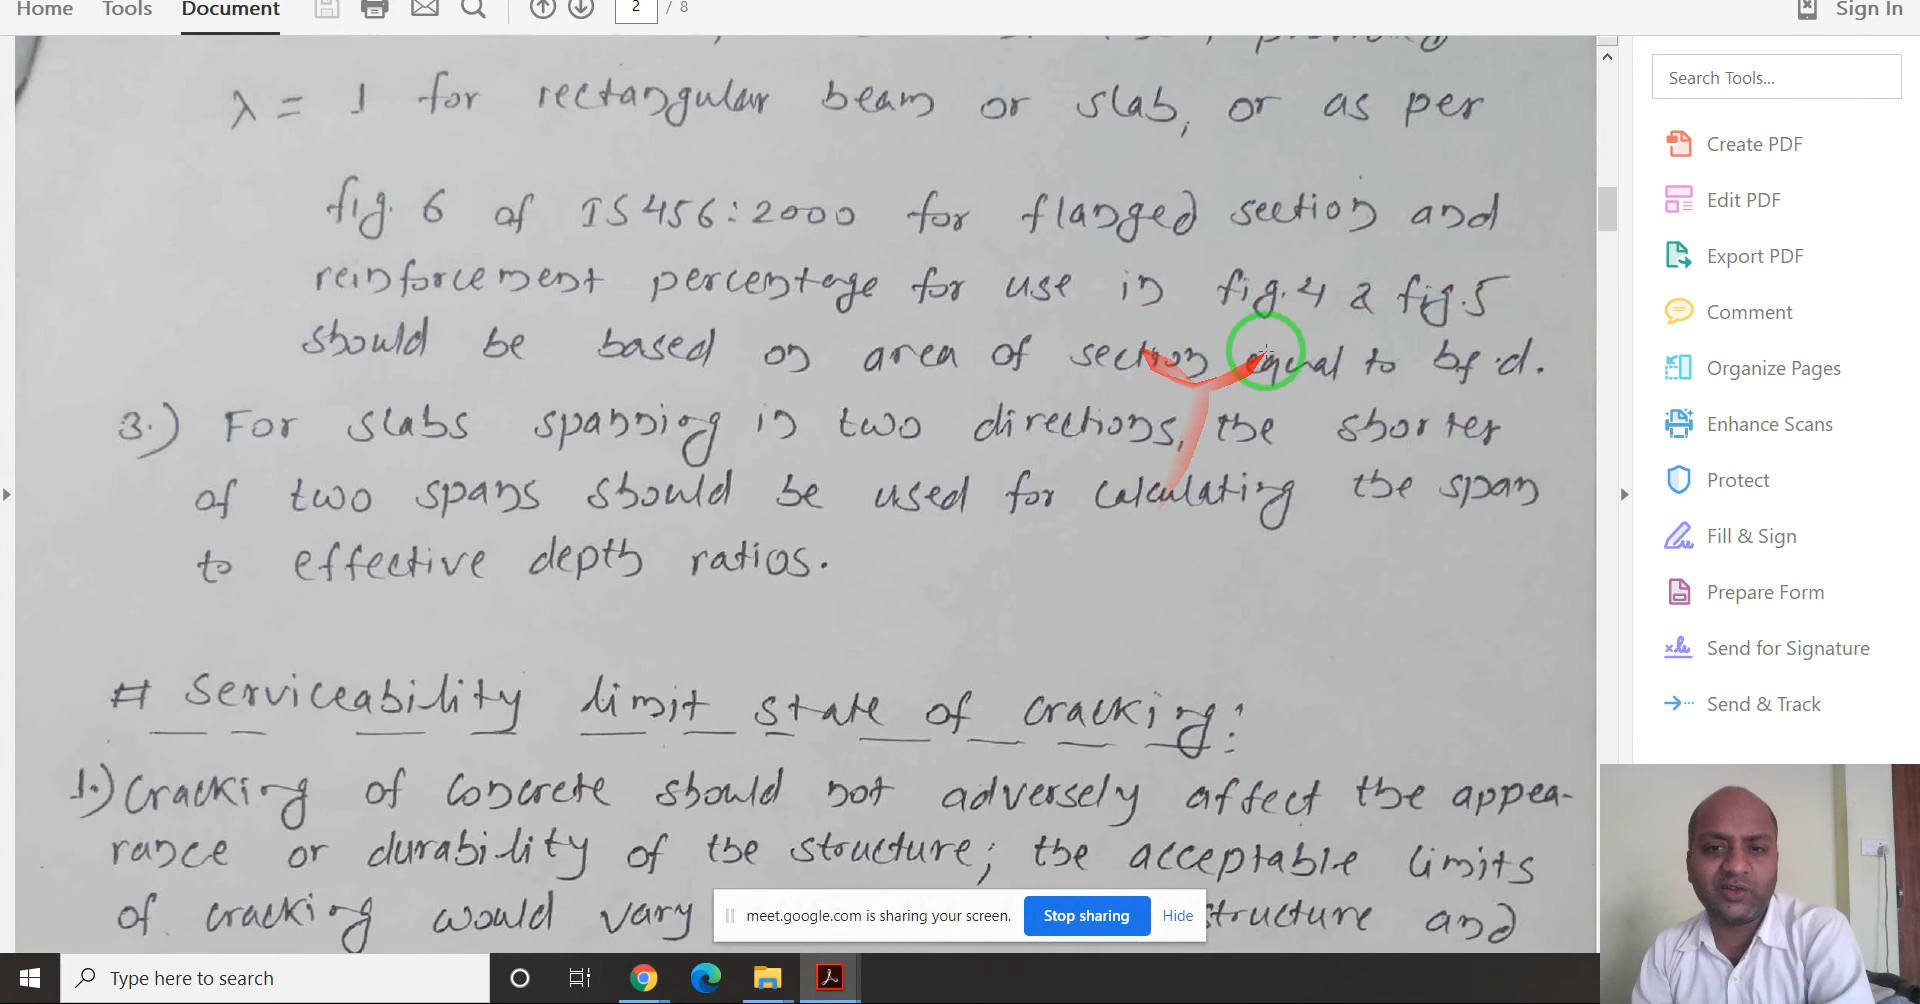 Home Tools Document 2 / 8 Sign In
λ = 1 for rectangular beam or slab, or as per
fig. 6 of IS 456:2000 for flanged section and
reinforcement percentage for use in fig. 4 & fig. 5
should be based on area of section equal to bf.d.
3.) For slabs spanning in two directions, the shorter
of two spans should be used for calculating the span
to effective depth ratios.
# Serviceability limit state of cracking:
1.) Cracking of concrete should not adversely affect the appea-
rance or durability of the structure; the acceptable limits
of cracking would vary structure and
Search Tools...
Create PDF
Edit PDF
Export PDF
Comment
Organize Pages
Enhance Scans
Protect
Fill & Sign
Prepare Form
Send for Signature
Send & Track
meet.google.com is sharing your screen. Stop sharing Hide
Type here to search